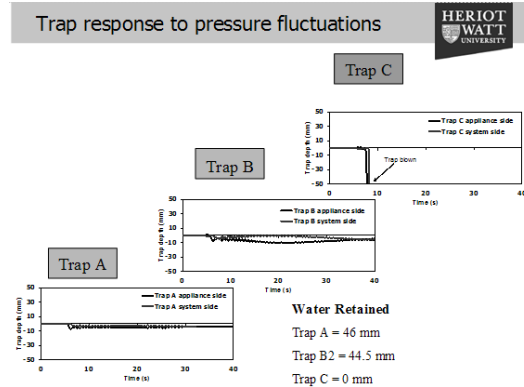 Trap response to pressure fluctuations
HERIOT
WATT
UNIVERSITY
Trap C
50
30
10
-10
-30
-50
Trap depth (mm)
Trap C appliance side
Trap C system side
Trap blown
0
10
20
30
40
Time (s)
Trap B
50
30
10
-10
-30
-50
Trap depth (mm)
Trap B appliance side
Trap B system side
0
10
20
30
40
Time (s)
Trap A
50
30
10
-10
-30
-50
Trap depth (mm)
Trap A appliance side
Trap A system side
0
10
20
30
40
Time (s)
Water Retained
Trap A = 46 mm
Trap B2 = 44.5 mm
Trap C = 0 mm